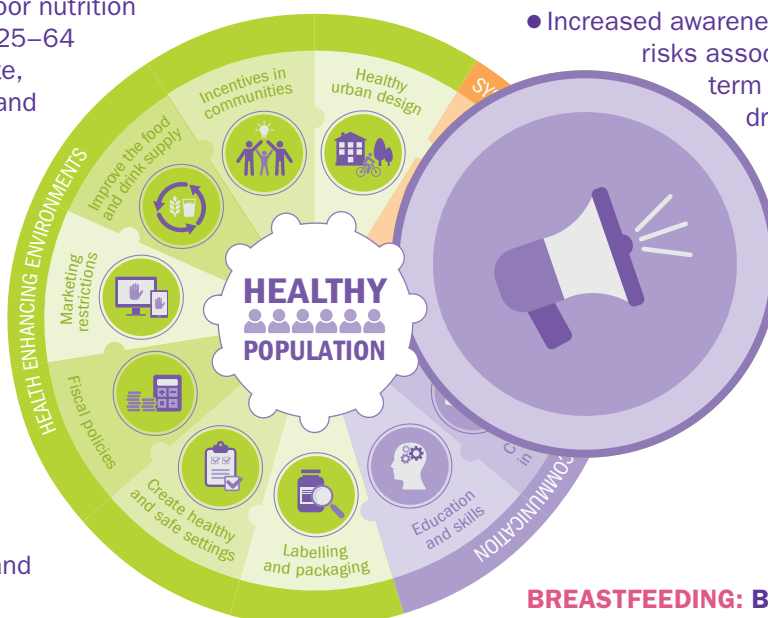 oor nutrition
25–64
and
and
● Increased awarene
risks assoc
term
dr
HEALTH ENHANCING ENVIRONMENTS
Improve the food
and drink supply
Incentives in
communities
Healthy
urban design
SY
Marketing
restrictions
Fiscal policies
Create healthy
and safe settings
Labelling
and packaging
Education
and skills
C
in
COMMUNICATION
HEALTHY
POPULATION
BREASTFEEDING: B